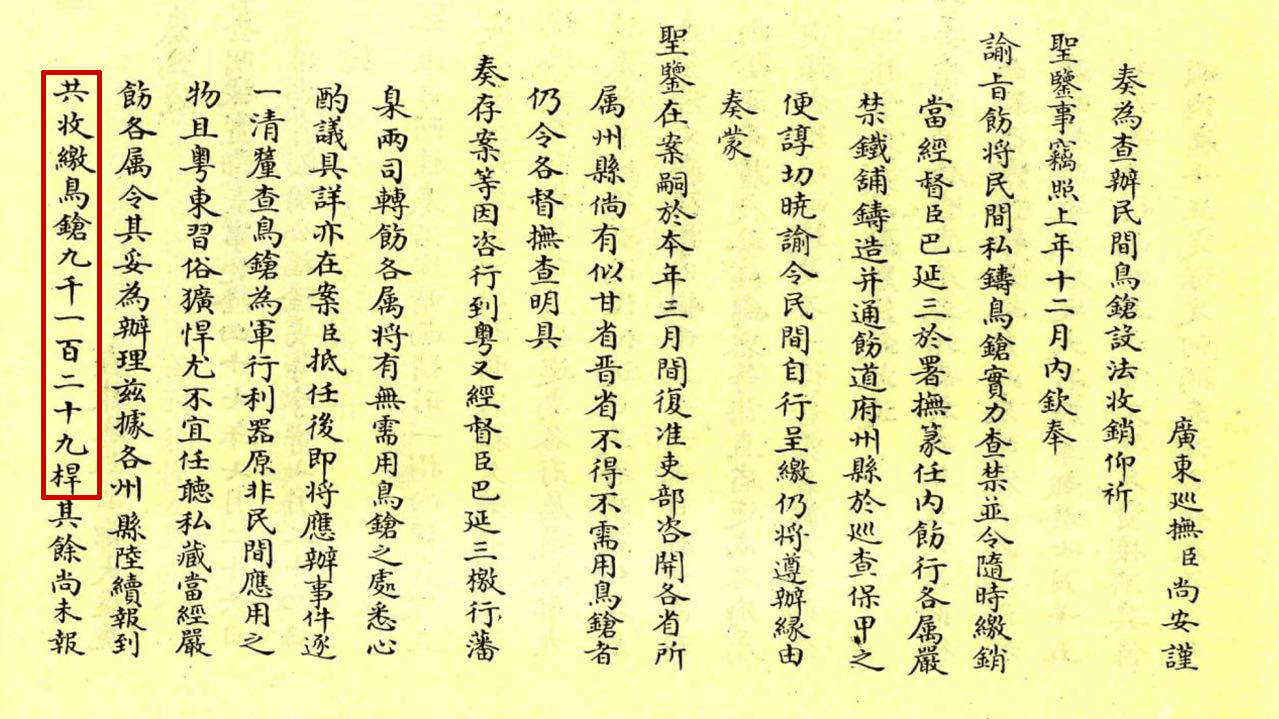 廣東巡撫臣尚安謹
奏為查辦民間鳥鎗設法收銷仰祈
聖鑒事竊照上年十二月內欽奉
諭旨飭將民間私鑄鳥鎗實力查禁並令隨時繳銷
當經督臣巴延三於署撫篆任內飭行各属嚴
禁鐵舖鑄造并通飭道府州縣於巡查保甲之
便諄切曉諭令民間自行呈繳仍將遵辦緣由
奏蒙
聖鑒在案嗣於本年三月間復准吏部咨開各省所
属州縣倘有似甘省晋省不得不需用鳥鎗者
仍令各督撫查明具
奏存案等因咨行到粵又經督臣巴延三檄行藩
臬兩司轉飭各属將有無需用鳥鎗之處悉心
酌議具詳亦在案臣抵任後即将應辦事件逐
一清釐查鳥鎗為軍行利器原非民間應用之
物且粵東習俗獷悍尤不宜任聽私藏當經嚴
飭各属令其妥為辦理茲據各州縣陸續報到
共收繳鳥鎗九千一百二十九桿其餘尚未報